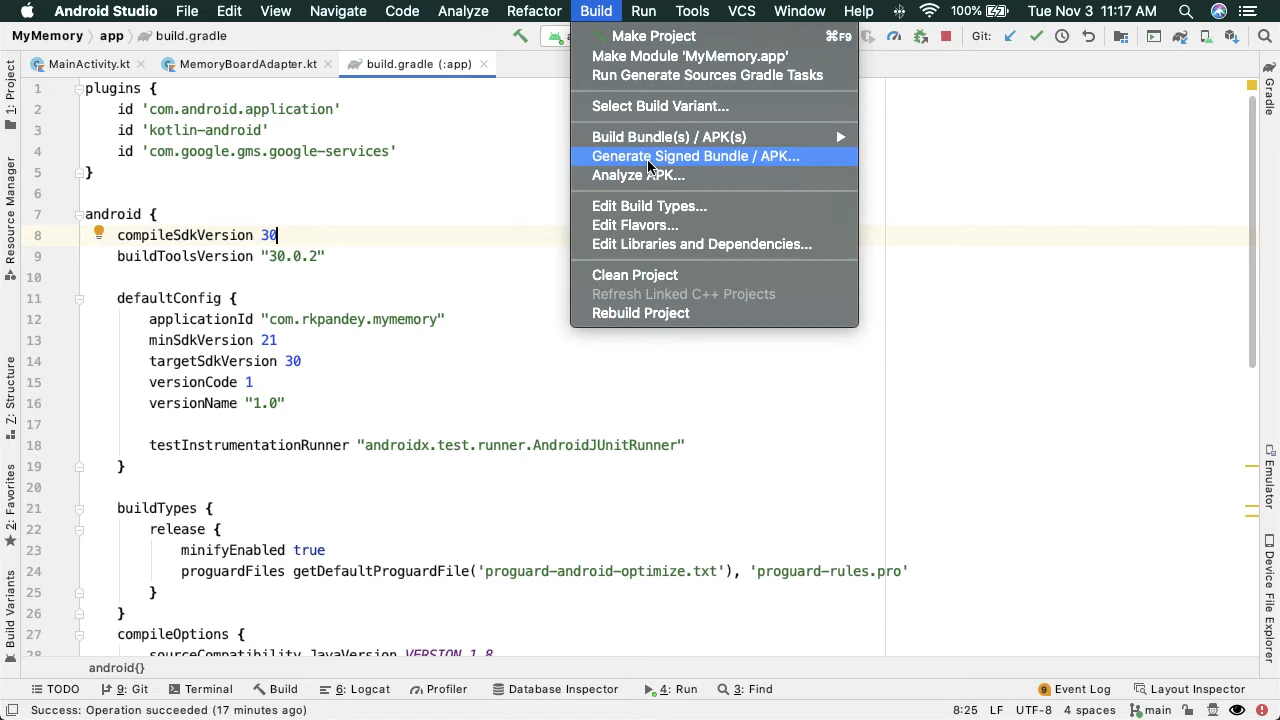 Android Studio File Edit View Navigate Code Analyze Refactor Build Run Tools VCS Window Help 100% Tue Nov 3 11:17 AM
MyMemory app build.gradle Git:
MainActivity.kt MemoryBoardAdapter.kt build.gradle (:app)
Make Project ⌘F9
Make Module 'MyMemory.app'
Run Generate Sources Gradle Tasks
Select Build Variant...
Build Bundle(s) / APK(s)
Generate Signed Bundle / APK...
Analyze APK...
Edit Build Types...
Edit Flavors...
Edit Libraries and Dependencies...
Clean Project
Refresh Linked C++ Projects
Rebuild Project
1: Project
Resource Manager
Z: Structure
2: Favorites
Build Variants
1 plugins {
2 id 'com.android.application'
3 id 'kotlin-android'
4 id 'com.google.gms.google-services'
5 }
6
7 android {
8 compileSdkVersion 30
9 buildToolsVersion "30.0.2"
10
11 defaultConfig {
12 applicationId "com.rkpandey.mymemory"
13 minSdkVersion 21
14 targetSdkVersion 30
15 versionCode 1
16 versionName "1.0"
17
18 testInstrumentationRunner "androidx.test.runner.AndroidJUnitRunner"
19 }
20
21 buildTypes {
22 release {
23 minifyEnabled true
24 proguardFiles getDefaultProguardFile('proguard-android-optimize.txt'), 'proguard-rules.pro'
25 }
26 }
27 compileOptions {
28 sourceCompatibility JavaVersion.VERSION_1_8
Gradle
Emulator
Device File Explorer
android{}
TODO 9: Git Terminal Build 6: Logcat Profiler Database Inspector 4: Run 3: Find 9 Event Log Layout Inspector
Success: Operation succeeded (17 minutes ago) 8:25 LF UTF-8 4 spaces main